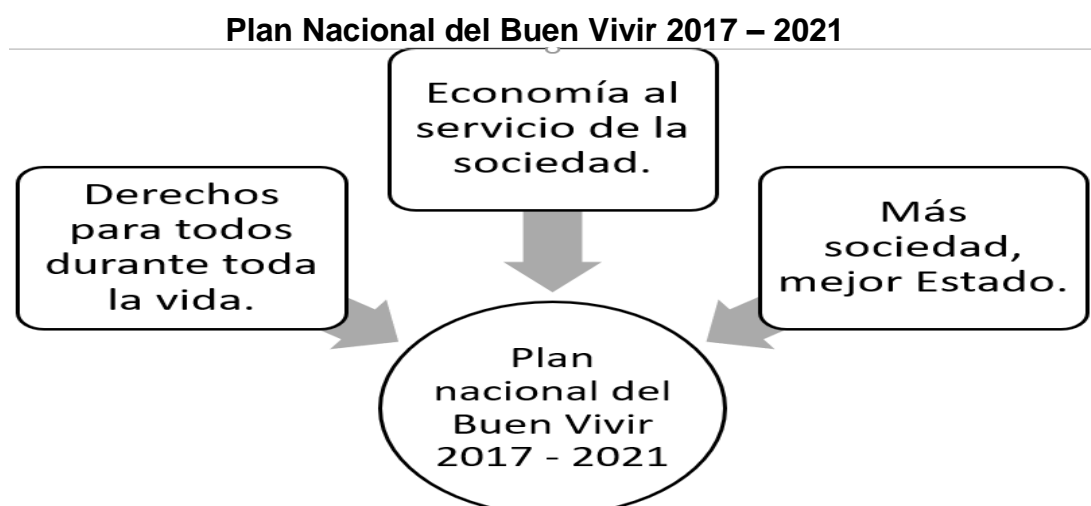 Plan Nacional del Buen Vivir 2017 – 2021
Derechos
para todos
durante toda
la vida.
Economía al
servicio de la
sociedad.
Más
sociedad,
mejor Estado.
Plan
nacional del
Buen Vivir
2017 - 2021